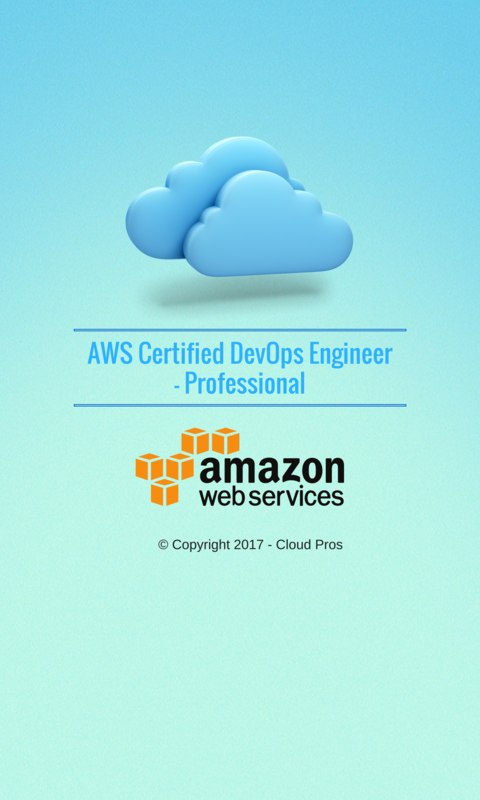 AWS Certified DevOps Engineer
- Professional
amazon
web services
© Copyright 2017 - Cloud Pros